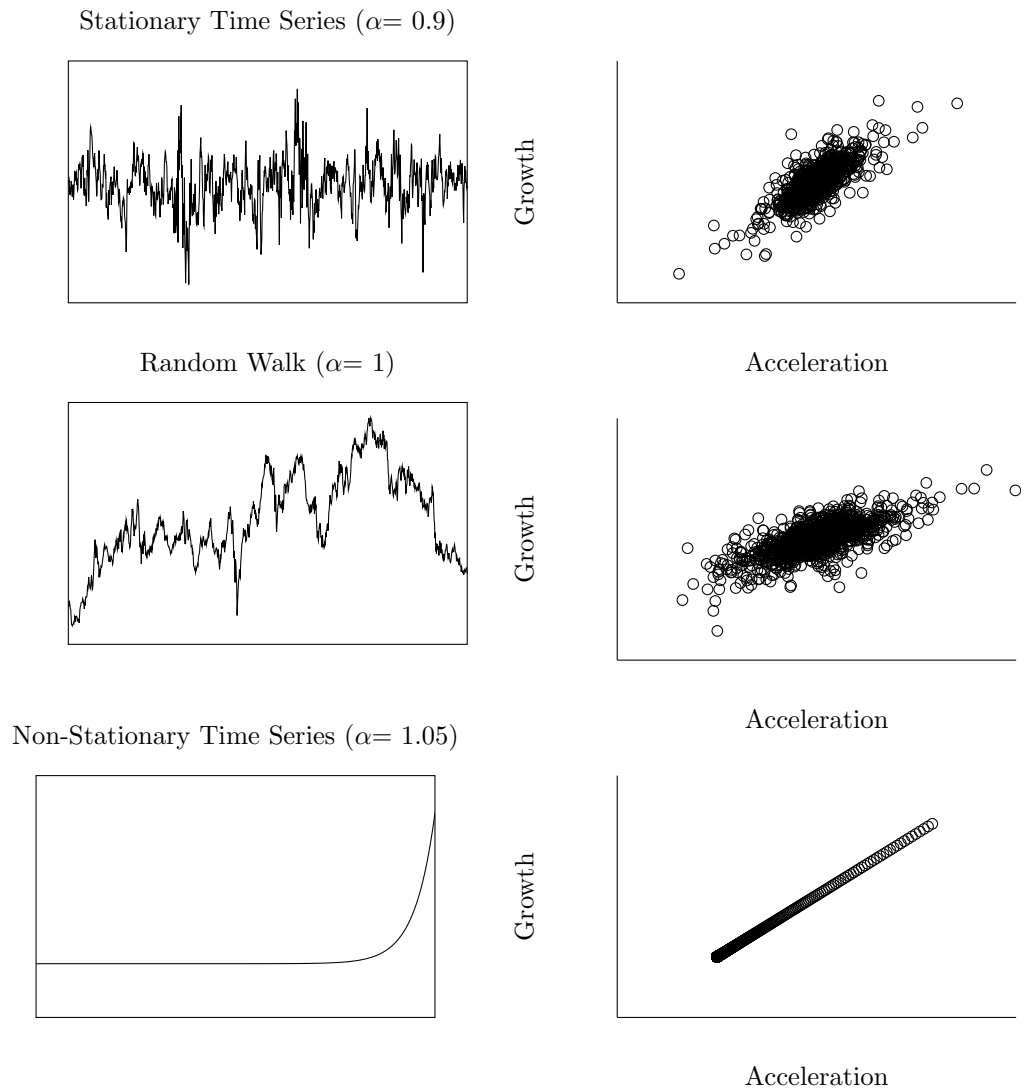 Stationary Time Series (α= 0.9)
Growth
Acceleration
Random Walk (α= 1)
Growth
Acceleration
Non-Stationary Time Series (α= 1.05)
Growth
Acceleration